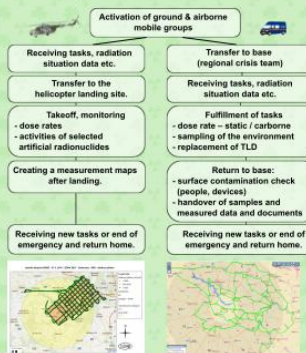 Activation of ground & airborne
mobile groups
Receiving tasks, radiation
situation data etc.
Transfer to the
helicopter landing site.
Takeoff, monitoring
- dose rates
- activities of selected
artificial radionuclides
Creating a measurement maps
after landing.
Receiving new tasks or end of
emergency and return home.
Transfer to base
(regional crisis team)
Receiving tasks, radiation
situation data etc.
Fulfillment of tasks
- dose rate – static / carborne
- sampling of the environment
- replacement of TLD
Return to base:
- surface contamination check
(people, devices)
- handover of samples and
measured data and documents
Receiving new tasks or end of
emergency and return home.